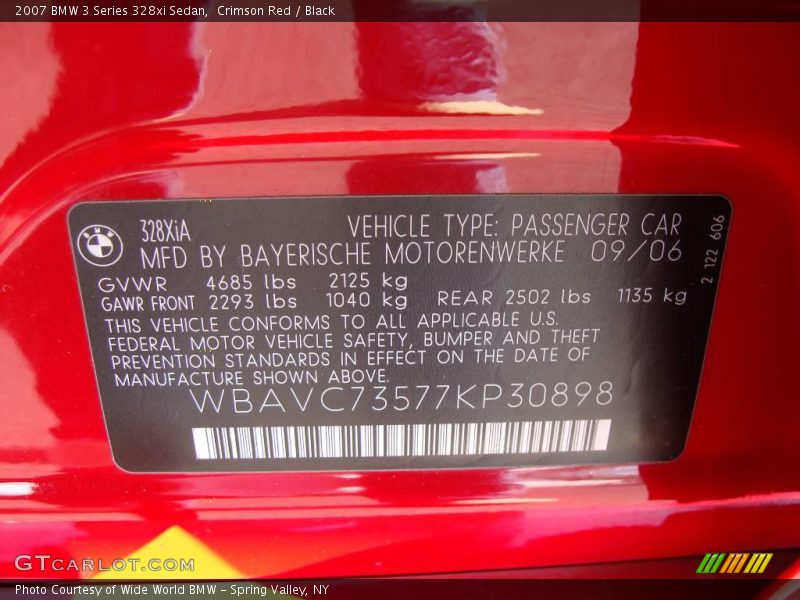 2007 BMW 3 Series 328xi Sedan,  Crimson Red / Black
328XiA
VEHICLE TYPE: PASSENGER CAR
MFD BY BAYERISCHE MOTORENWERKE 09/06
GVWR 4685 lbs 2125 kg
GAWR FRONT 2293 lbs 1040 kg REAR 2502 lbs 1135 kg
THIS VEHICLE CONFORMS TO ALL APPLICABLE U.S.
FEDERAL MOTOR VEHICLE SAFETY, BUMPER AND THEFT
PREVENTION STANDARDS IN EFFECT ON THE DATE OF
MANUFACTURE SHOWN ABOVE.
WBAVC73577KP30898
2 122 606
GTCARLOT.COM
Photo Courtesy of Wide World BMW - Spring Valley, NY